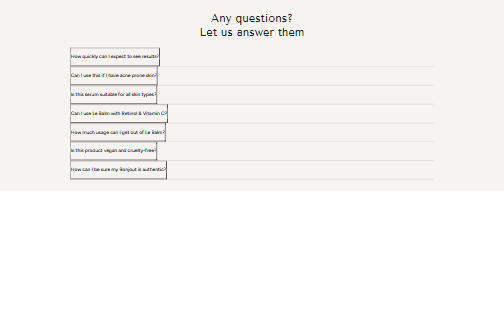 Any questions?
Let us answer them
How quickly can I expect to see results?
Can I use this if I have acne prone skin?
Is this serum suitable for all skin types?
Can I use Le Balm with Retinol & Vitamin C?
How much usage can I get out of Le Balm?
Is this product vegan and cruelty-free?
How can I be sure my Bonjout is authentic?